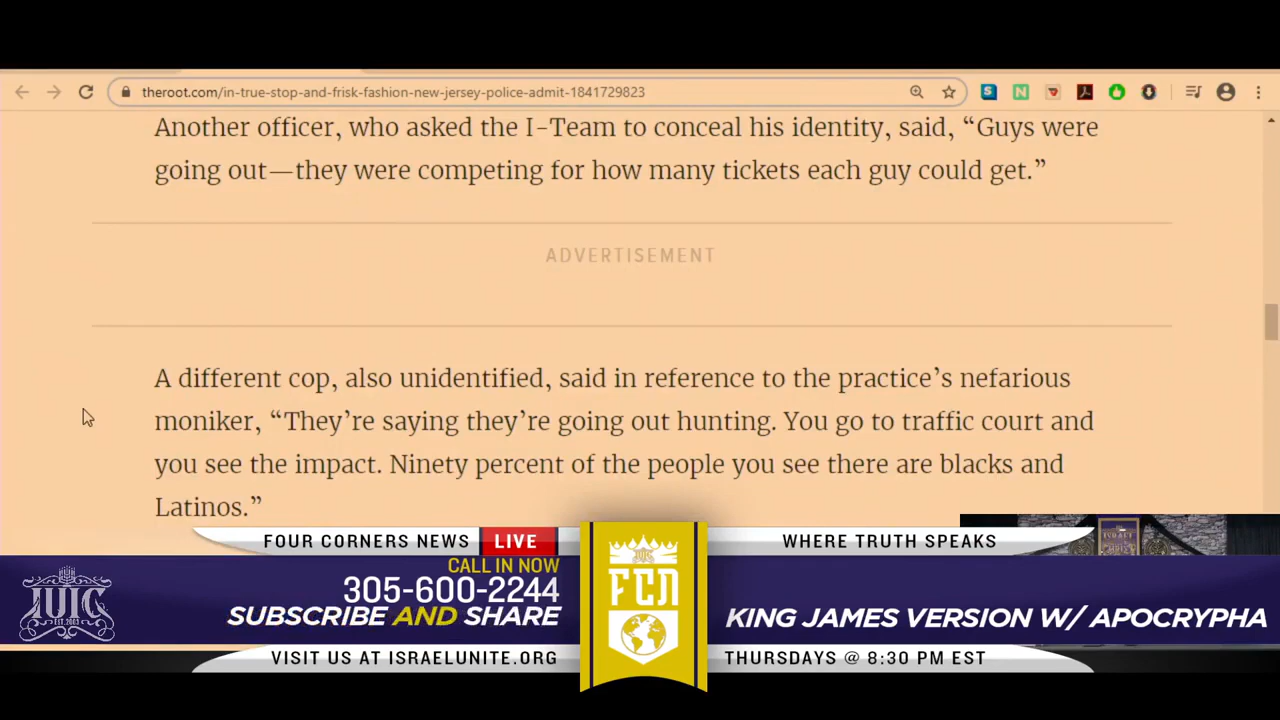 theroot.com/in-true-stop-and-frisk-fashion-new-jersey-police-admit-1841729823
Another officer, who asked the I-Team to conceal his identity, said, “Guys were
going out—they were competing for how many tickets each guy could get.”
ADVERTISEMENT
A different cop, also unidentified, said in reference to the practice’s nefarious
moniker, “They’re saying they’re going out hunting. You go to traffic court and
you see the impact. Ninety percent of the people you see there are blacks and
Latinos.”
FOUR CORNERS NEWS LIVE
WHERE TRUTH SPEAKS
CALL IN NOW
305-600-2244
SUBSCRIBE AND SHARE
IUIC
EST. 2003
FCN
KING JAMES VERSION W/ APOCRYPHA
VISIT US AT ISRAELUNITE.ORG
THURSDAYS @ 8:30 PM EST